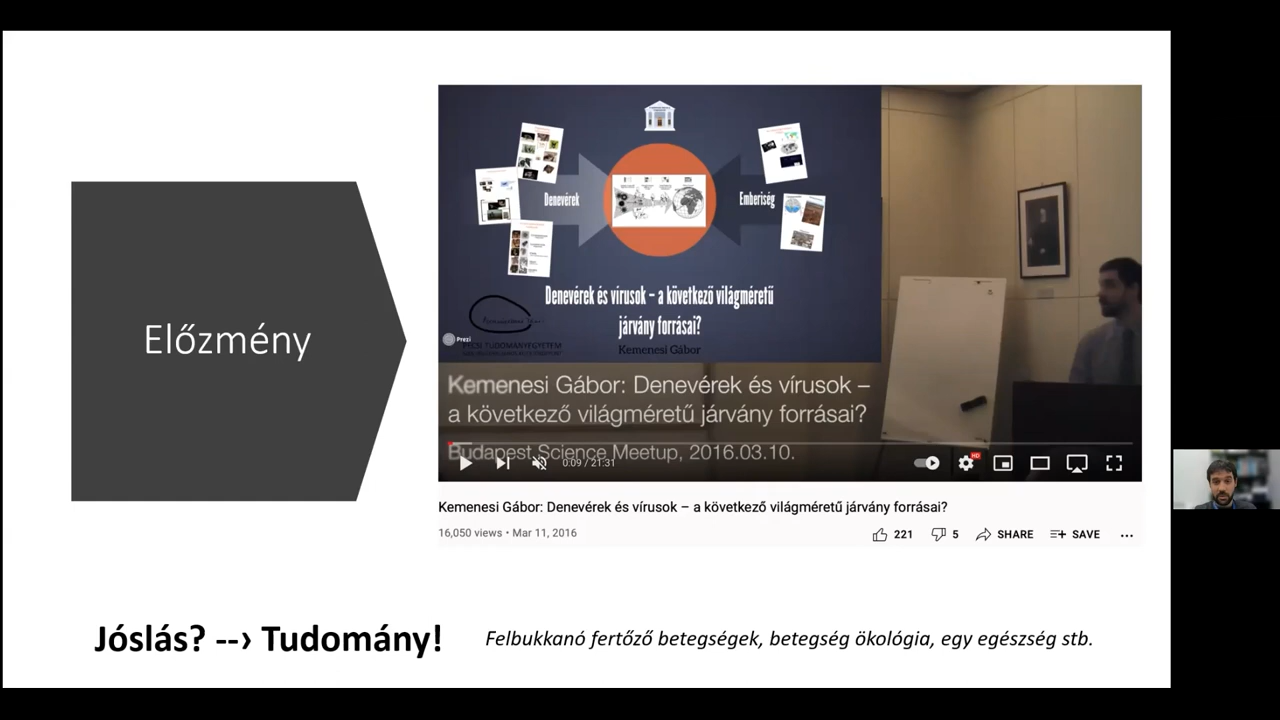 Előzmény
Denevérek
Emberiség
Denevérek és vírusok – a következő világméretű
járvány forrásai?
Kemenesi Gábor
Prezi
Kemenesi Gábor: Denevérek és vírusok –
a következő világméretű járvány forrásai?
Budapest Science Meetup, 2016.03.10.
0:09 / 21:31
HD
Kemenesi Gábor: Denevérek és vírusok – a következő világméretű járvány forrásai?
16,050 views • Mar 11, 2016
221
5
SHARE
SAVE
Jóslás? --› Tudomány!
Felbukkanó fertőző betegségek, betegség ökológia, egy egészség stb.